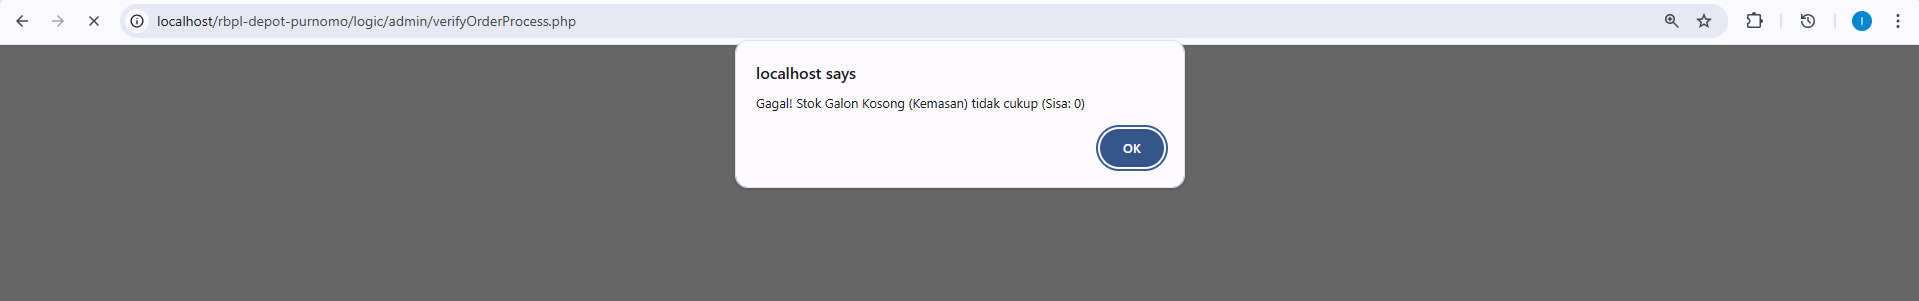 localhost/rbpl-depot-purnomo/logic/admin/verifyOrderProcess.php
I
localhost says
Gagal! Stok Galon Kosong (Kemasan) tidak cukup (Sisa: 0)
OK